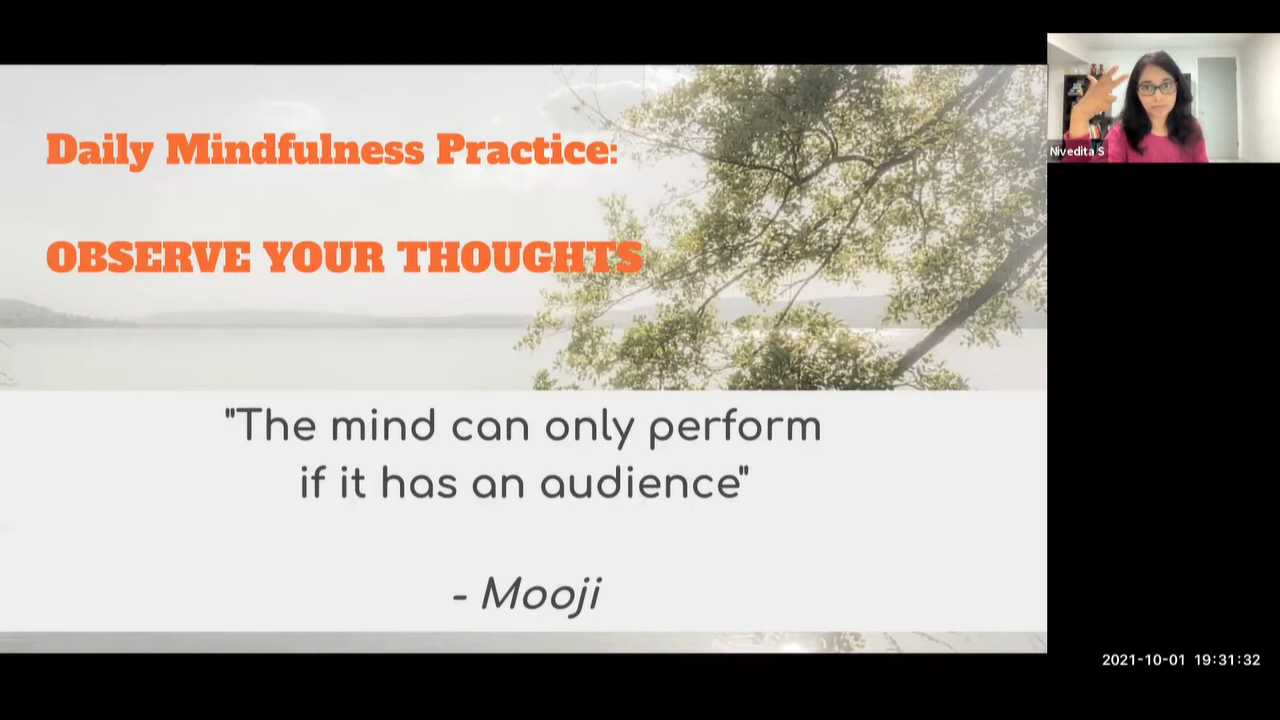 Daily Mindfulness Practice:
OBSERVE YOUR THOUGHTS
"The mind can only perform
if it has an audience"
- Mooji
Nivedita S
2021-10-01 19:31:32